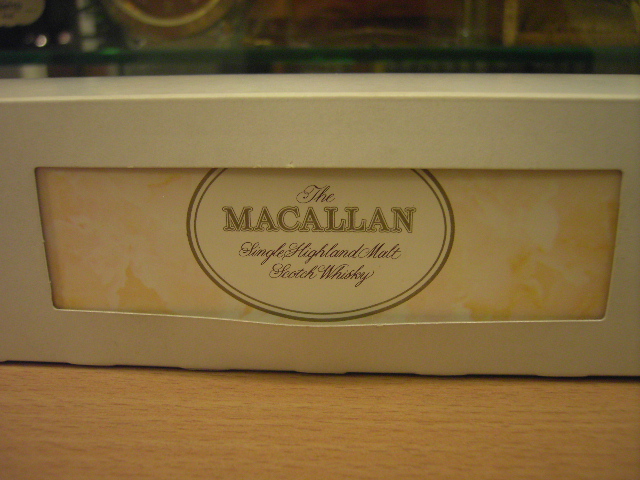 The
MACALLAN
Single Highland Malt
Scotch Whisky